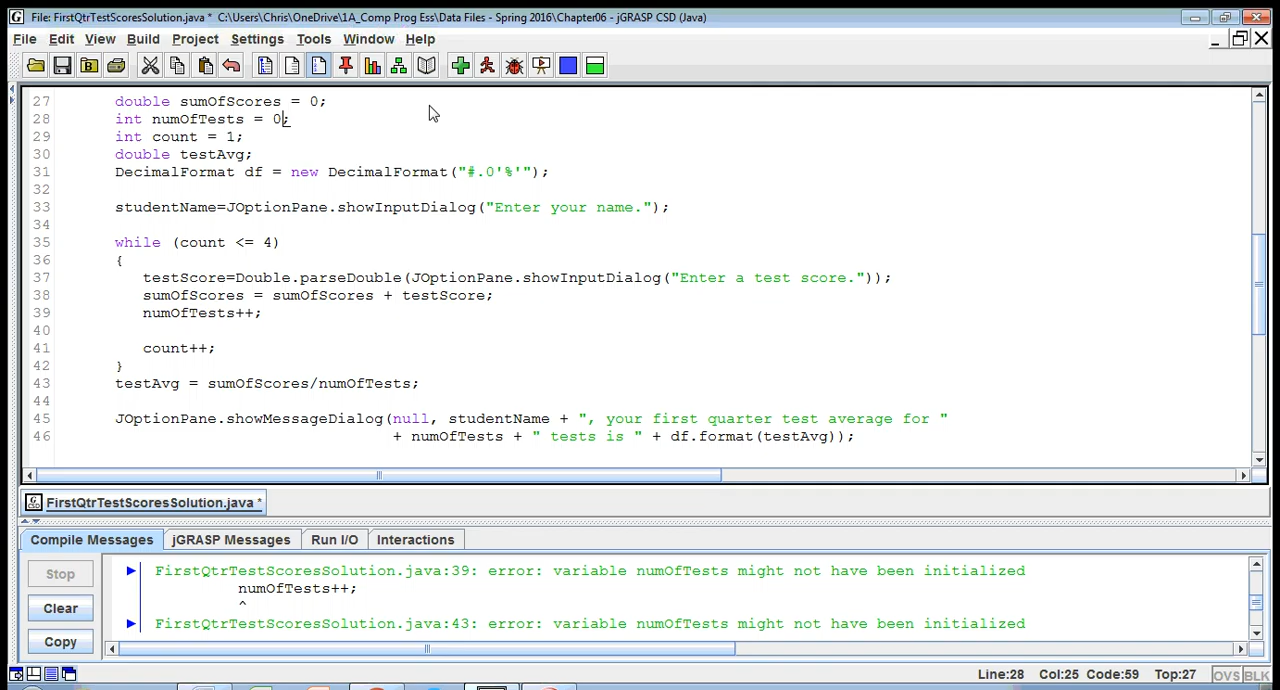 File: FirstQtrTestScoresSolution.java * C:\Users\Chris\OneDrive\1A_Comp Prog Ess\Data Files - Spring 2016\Chapter06 - jGRASP CSD (Java)
File Edit View Build Project Settings Tools Window Help
27 double sumOfScores = 0;
28 int numOfTests = 0;
29 int count = 1;
30 double testAvg;
31 DecimalFormat df = new DecimalFormat("#.0'%'");
32
33 studentName=JOptionPane.showInputDialog("Enter your name.");
34
35 while (count <= 4)
36 {
37 testScore=Double.parseDouble(JOptionPane.showInputDialog("Enter a test score."));
38 sumOfScores = sumOfScores + testScore;
39 numOfTests++;
40
41 count++;
42 }
43 testAvg = sumOfScores/numOfTests;
44
45 JOptionPane.showMessageDialog(null, studentName + ", your first quarter test average for "
46 + numOfTests + " tests is " + df.format(testAvg));
FirstQtrTestScoresSolution.java *
Compile Messages jGRASP Messages Run I/O Interactions
Stop
Clear
Copy
FirstQtrTestScoresSolution.java:39: error: variable numOfTests might not have been initialized
numOfTests++;
^
FirstQtrTestScoresSolution.java:43: error: variable numOfTests might not have been initialized
Line:28 Col:25 Code:59 Top:27 OVS BLK